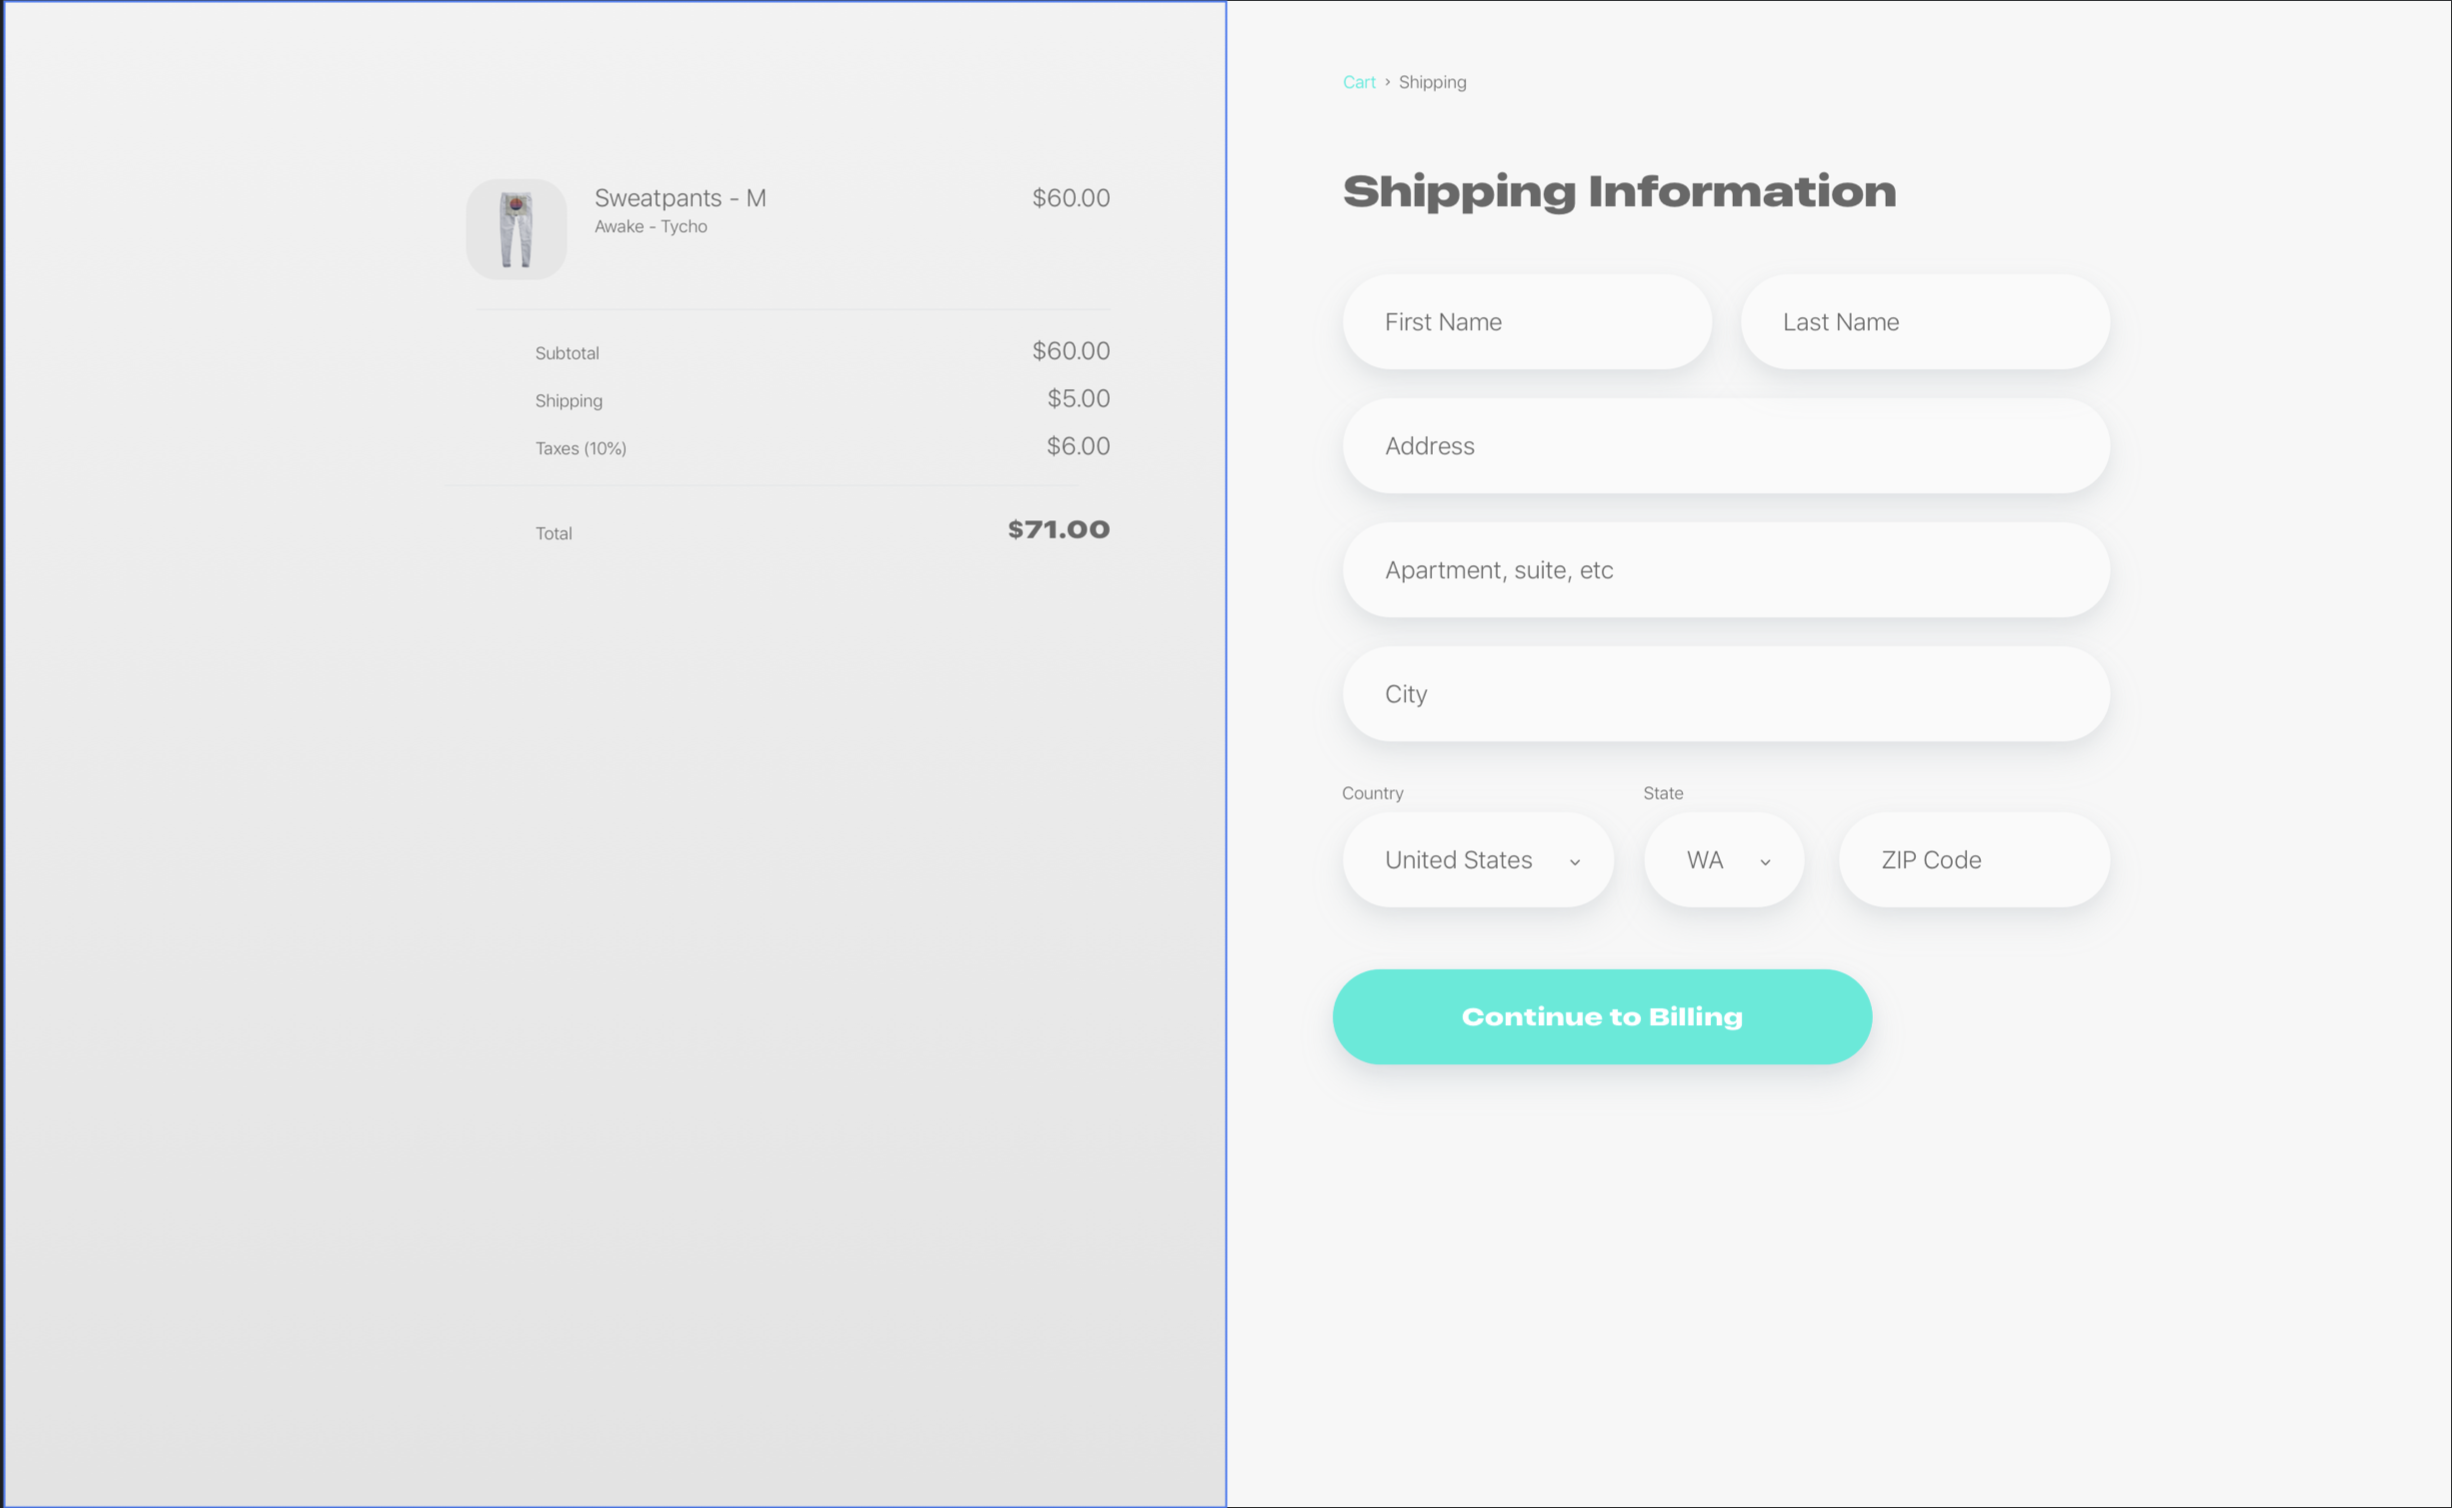 Sweatpants - M
$60.00
Awake - Tycho
Subtotal
$60.00
Shipping
$5.00
Taxes (10%)
$6.00
Total
$71.00
Cart › Shipping
Shipping Information
First Name
Last Name
Address
Apartment, suite, etc
City
Country
State
United States
WA
ZIP Code
Continue to Billing